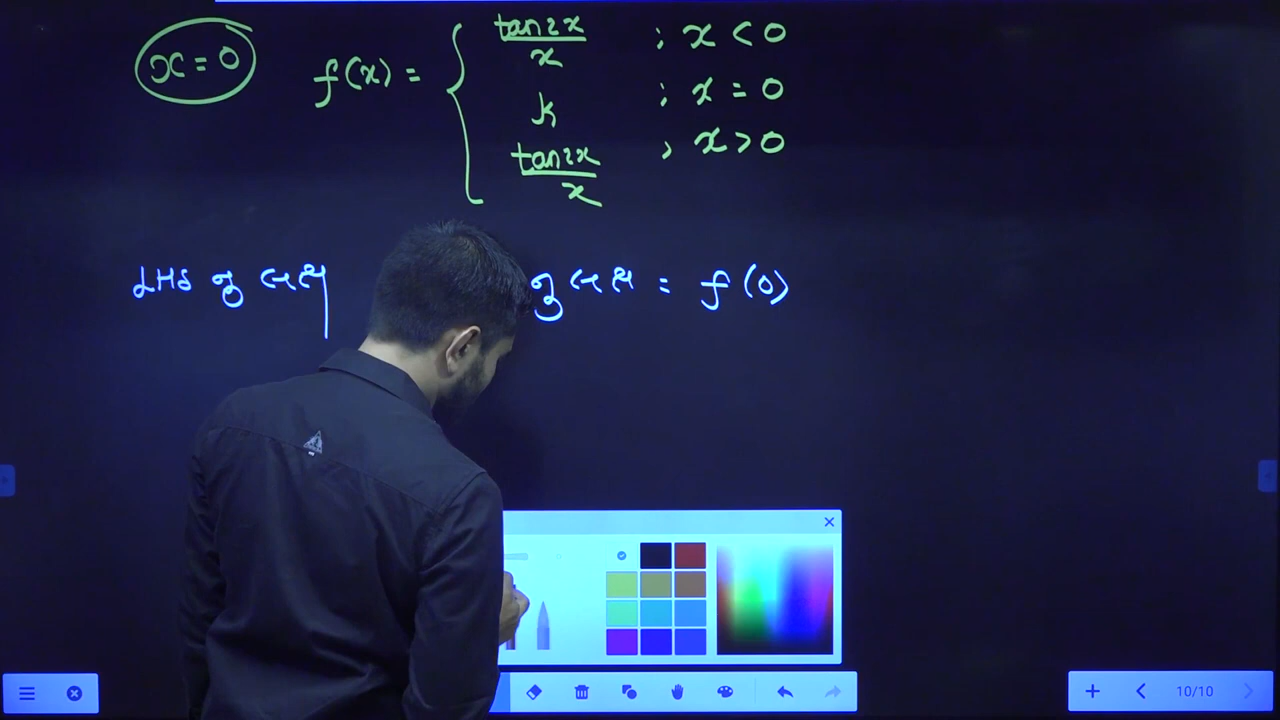 x = 0
f(x) = { tan2x/x ; x < 0
k ; x = 0
tan2x/x , x > 0
LHS નું લક્ષ
નું લક્ષ = f(0)
10/10